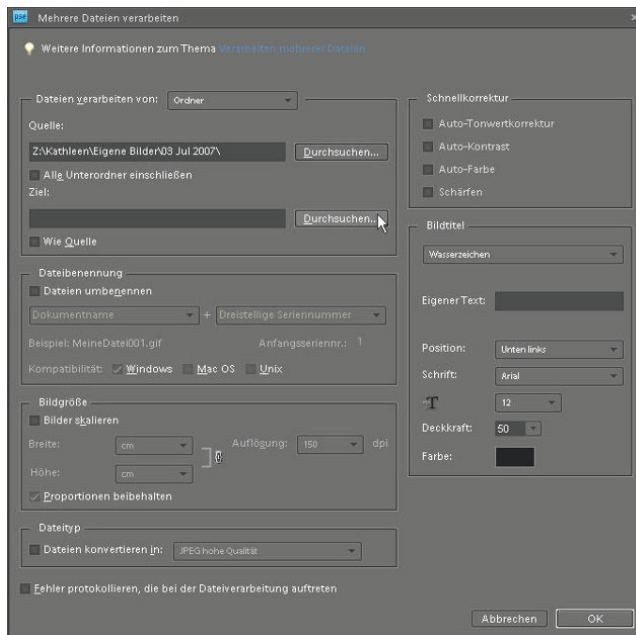 pse Mehrere Dateien verarbeiten
Weitere Informationen zum Thema Verarbeiten mehrerer Dateien
Dateien verarbeiten von: Ordner
Quelle:
Z:\Kathleen\Eigene Bilder\03 Jul 2007\ Durchsuchen...
Alle Unterordner einschließen
Ziel:
Durchsuchen...
Wie Quelle
Dateibenennung
Dateien umbenennen
Dokumentname + Dreistellige Seriennummer
Beispiel: MeineDatei001.gif Anfangsseriennr.: 1
Kompatibilität: Windows Mac OS Unix
Bildgröße
Bilder skalieren
Breite: cm Auflösung: 150 dpi
Höhe: cm
Proportionen beibehalten
Dateityp
Dateien konvertieren in: JPEG hohe Qualität
Fehler protokollieren, die bei der Dateiverarbeitung auftreten
Schnellkorrektur
Auto-Tonwertkorrektur
Auto-Kontrast
Auto-Farbe
Schärfen
Bildtitel
Wasserzeichen
Eigener Text:
Position: Unten links
Schrift: Arial
T 12
Deckkraft: 50
Farbe:
Abbrechen OK